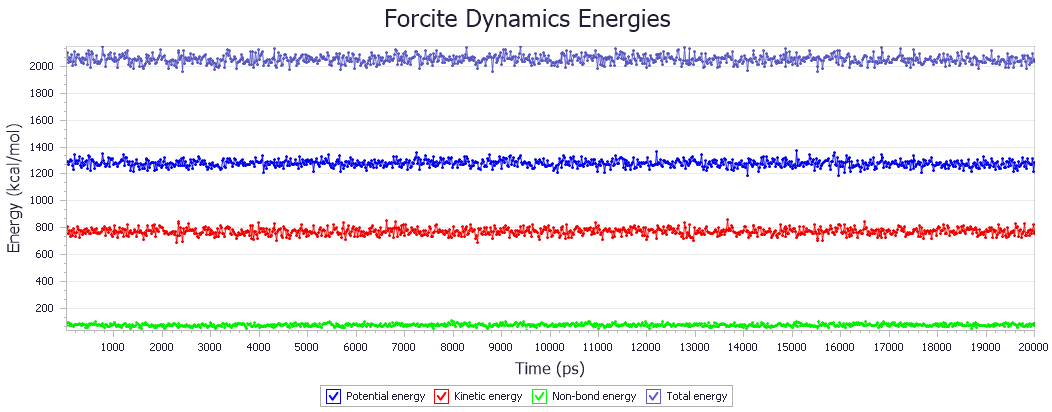 Forcite Dynamics Energies
Energy (kcal/mol)
2000
1800
1600
1400
1200
1000
800
600
400
200
1000 2000 3000 4000 5000 6000 7000 8000 9000 10000 11000 12000 13000 14000 15000 16000 17000 18000 19000 20000
Time (ps)
Potential energy Kinetic energy Non-bond energy Total energy